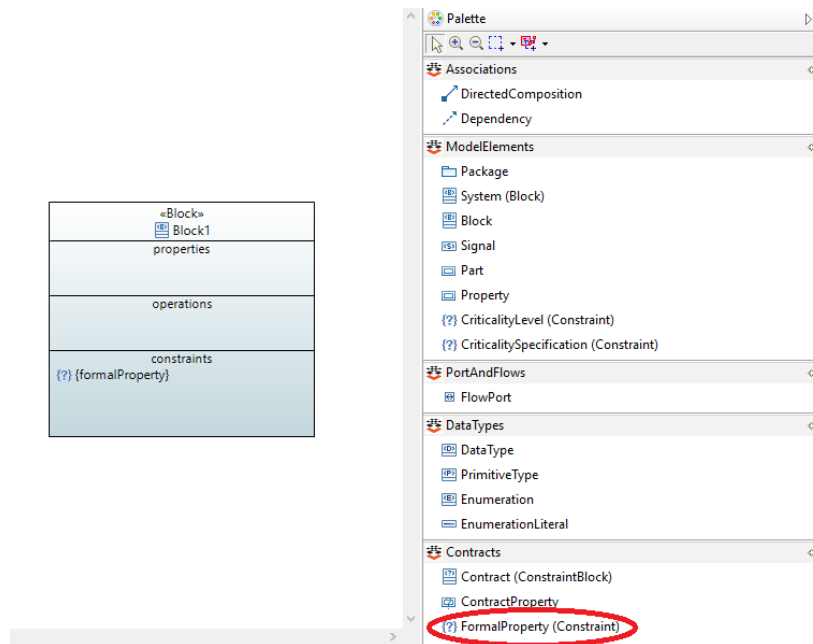 Palette
Associations
DirectedComposition
Dependency
ModelElements
Package
System (Block)
Block
Signal
Part
Property
{?} CriticalityLevel (Constraint)
{?} CriticalitySpecification (Constraint)
PortAndFlows
FlowPort
DataTypes
DataType
PrimitiveType
Enumeration
EnumerationLiteral
Contracts
Contract (ConstraintBlock)
ContractProperty
{?} FormalProperty (Constraint)
«Block»
Block1
properties
operations
constraints
{?} {formalProperty}